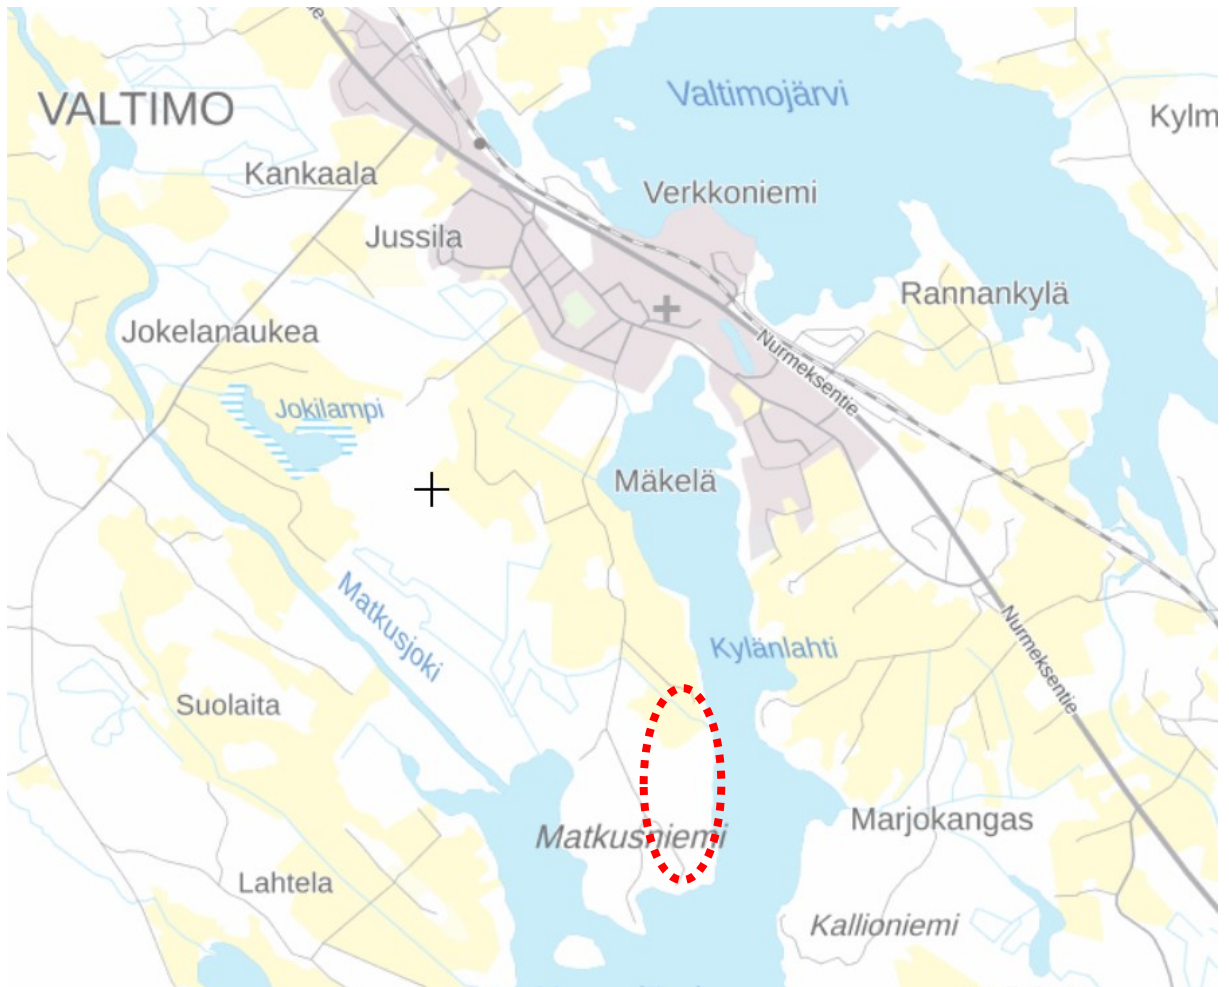 Valtimojärvi
VALTIMO
Kylm
Kankaala
Verkkoniemi
Jussila
Rannankylä
Jokelanaukea
Nurmeksentie
Jokilampi
Mäkelä
Matkusjoki
Kylänlahti
Nurmeksentie
Suolaita
Marjokangas
Matkusniemi
Lahtela
Kallioniemi